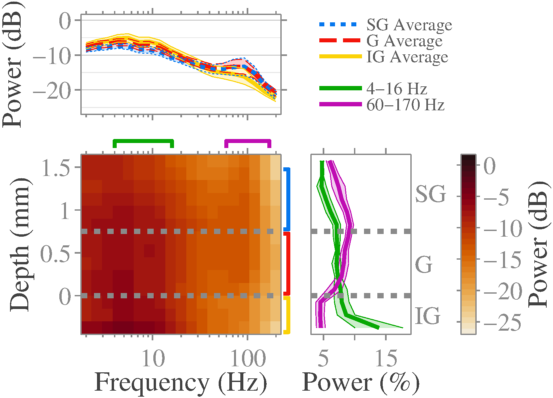 0
−10
−20
Power (dB)
SG Average
G Average
IG Average
4−16 Hz
60−170 Hz
1.5
1
0.5
0
Depth (mm)
10
100
Frequency (Hz)
SG
G
IG
5
15
Power (%)
0
−5
−10
−15
−20
−25
Power (dB)